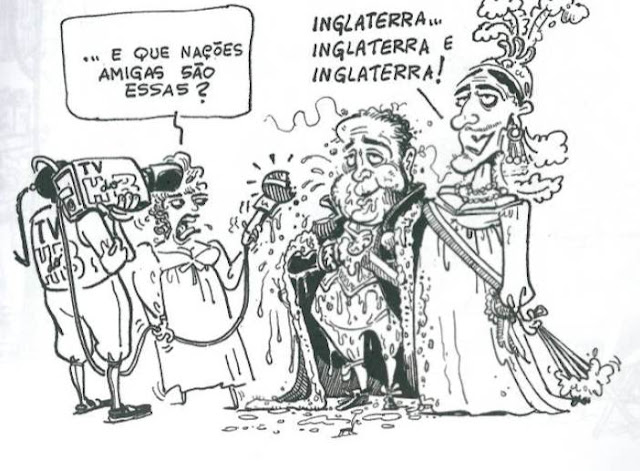 ... E QUE NAÇÕES
AMIGAS SÃO
ESSAS?
INGLATERRA...
INGLATERRA E
INGLATERRA!
TV
TV